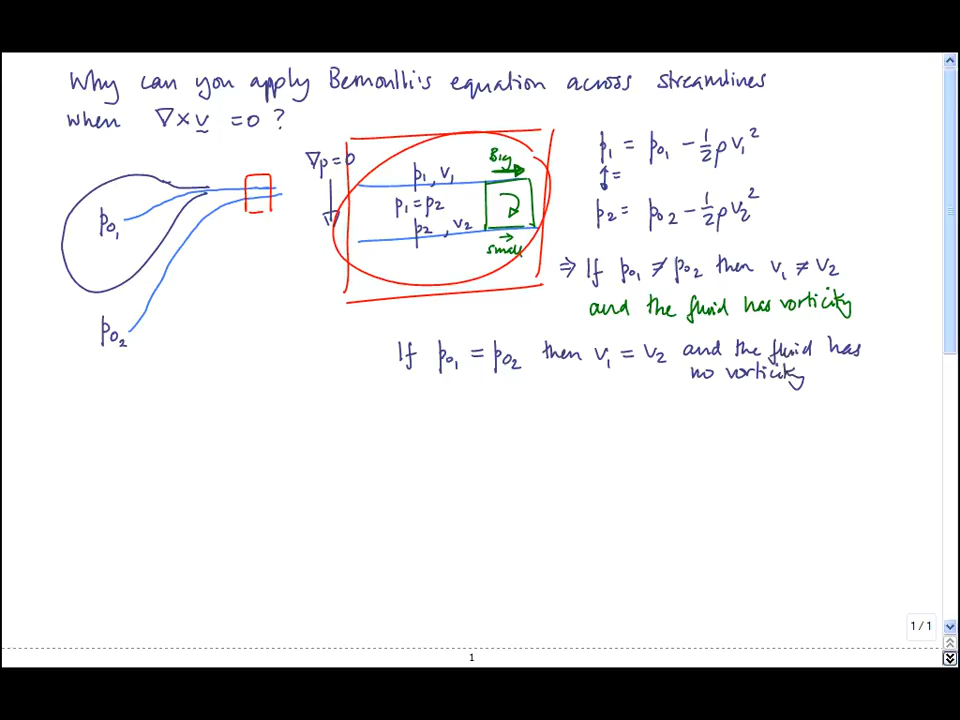 Why can you apply Bernoulli's equation across streamlines
when ∇×v =0?
p₀₁
p₀₂
∇p=0
p₁, v₁
p₁=p₂
p₂, v₂
Big
small
p₁ = p₀₁ - ½ρv₁²
↕=
p₂= p₀₂ - ½ρv₂²
⇒ If p₀₁ ≠ p₀₂ then v₁ ≠ v₂
and the fluid has vorticity
If p₀₁ = p₀₂ then v₁ = v₂ and the fluid has
no vorticity
1 / 1
1